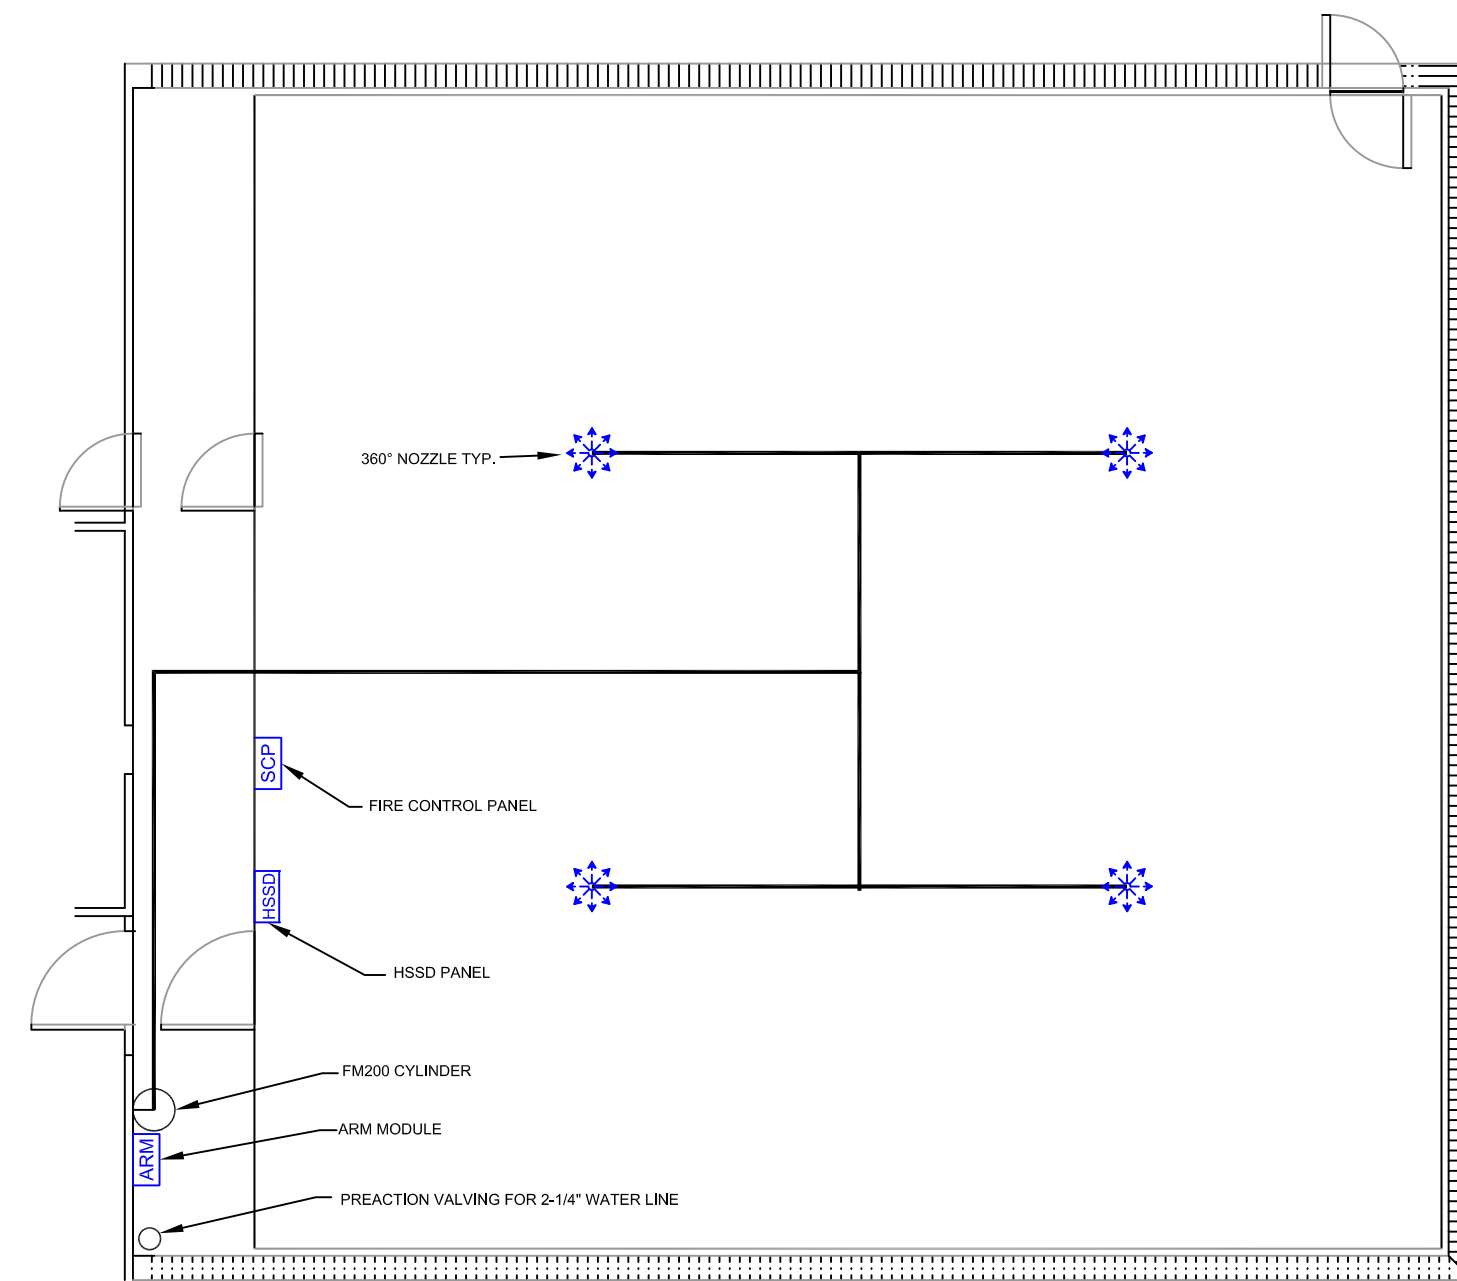 360° NOZZLE TYP.
SCP
FIRE CONTROL PANEL
HSSD
HSSD PANEL
FM200 CYLINDER
ARM MODULE
ARM
PREACTION VALVING FOR 2-1/4" WATER LINE